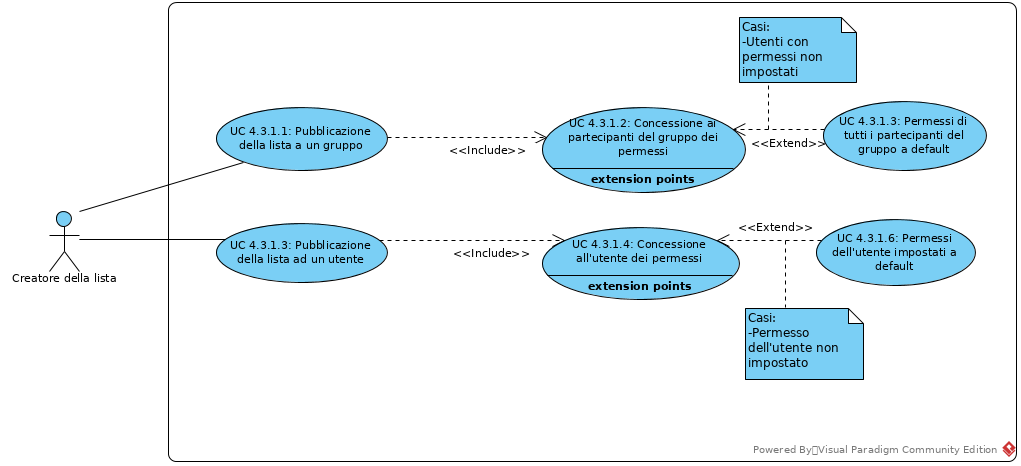 Casi:
-Utenti con
permessi non
impostati
UC 4.3.1.1: Pubblicazione
della lista a un gruppo
<<Include>>
UC 4.3.1.2: Concessione ai
partecipanti del gruppo dei
permessi
extension points
<<Extend>>
UC 4.3.1.3: Permessi di
tutti i partecipanti del
gruppo a default
Creatore della lista
UC 4.3.1.3: Pubblicazione
della lista ad un utente
<<Include>>
UC 4.3.1.4: Concessione
all'utente dei permessi
extension points
<<Extend>>
UC 4.3.1.6: Permessi
dell'utente impostati a
default
Casi:
-Permesso
dell'utente non
impostato
Powered By Visual Paradigm Community Edition